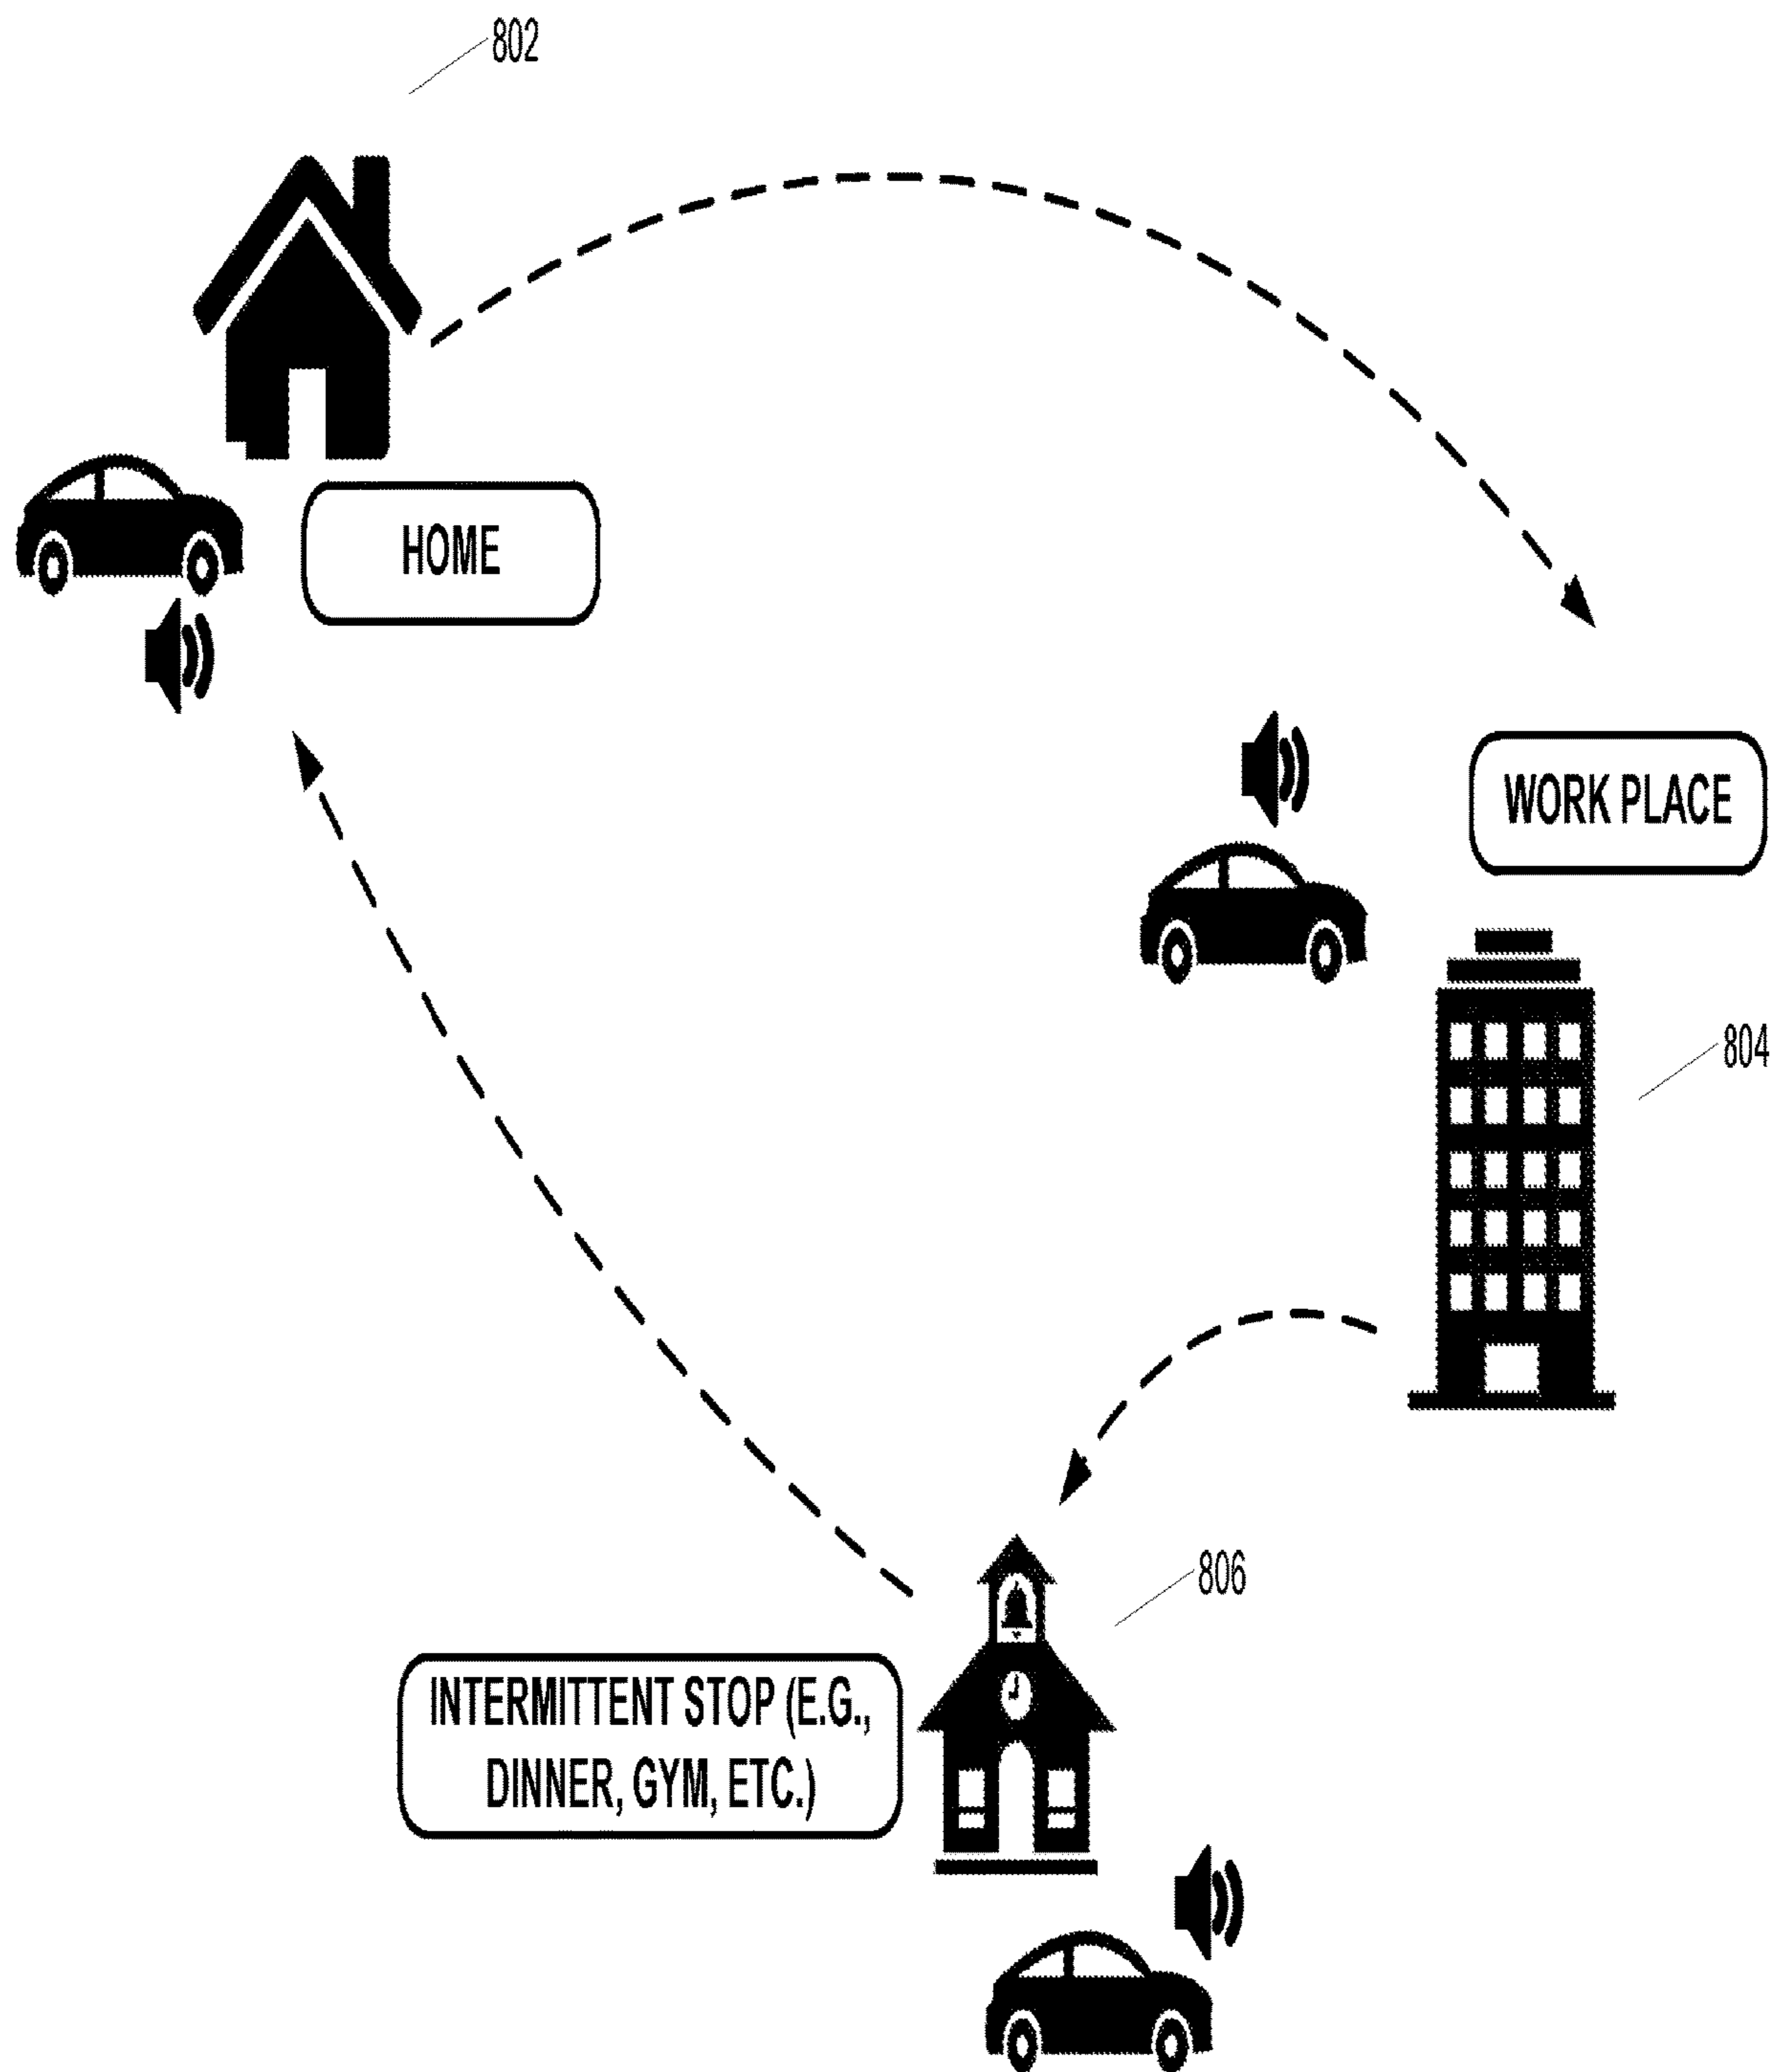 802
HOME
WORK PLACE
804
806
INTERMITTENT STOP (E.G.,
DINNER, GYM, ETC.)